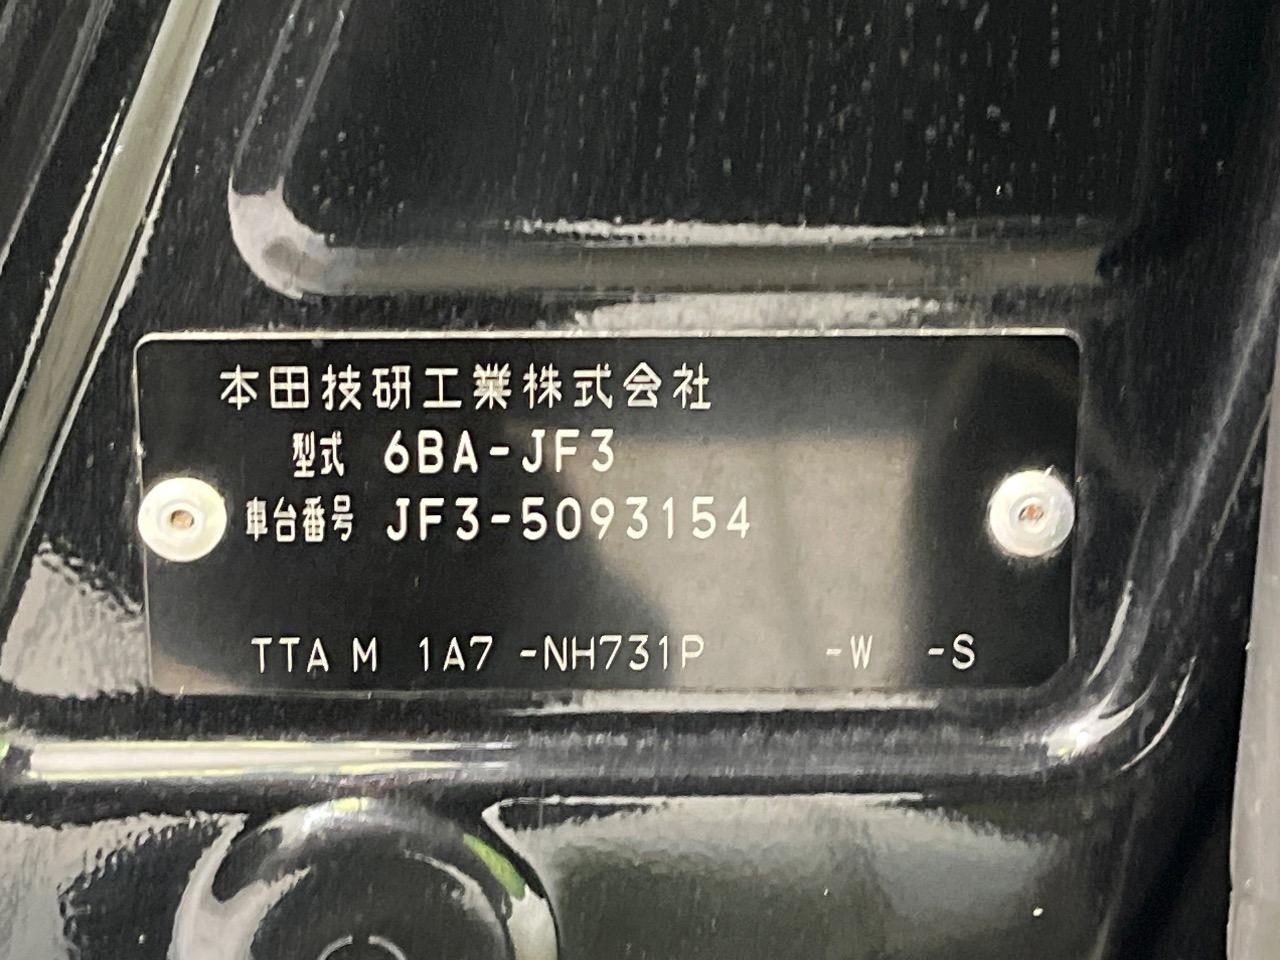 本田技研工業株式会社
型式 6BA-JF3
車台番号 JF3-5093154
TTA M 1A7 -NH731P -W -S